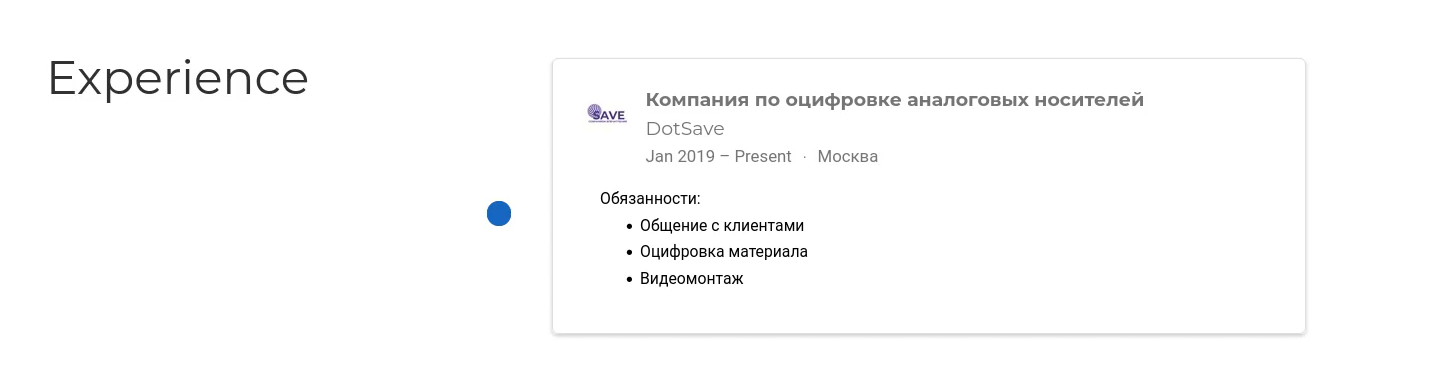 Experience
Компания по оцифровке аналоговых носителей
SAVE
DotSave
Jan 2019 – Present · Москва
Обязанности:
• Общение с клиентами
• Оцифровка материала
• Видеомонтаж